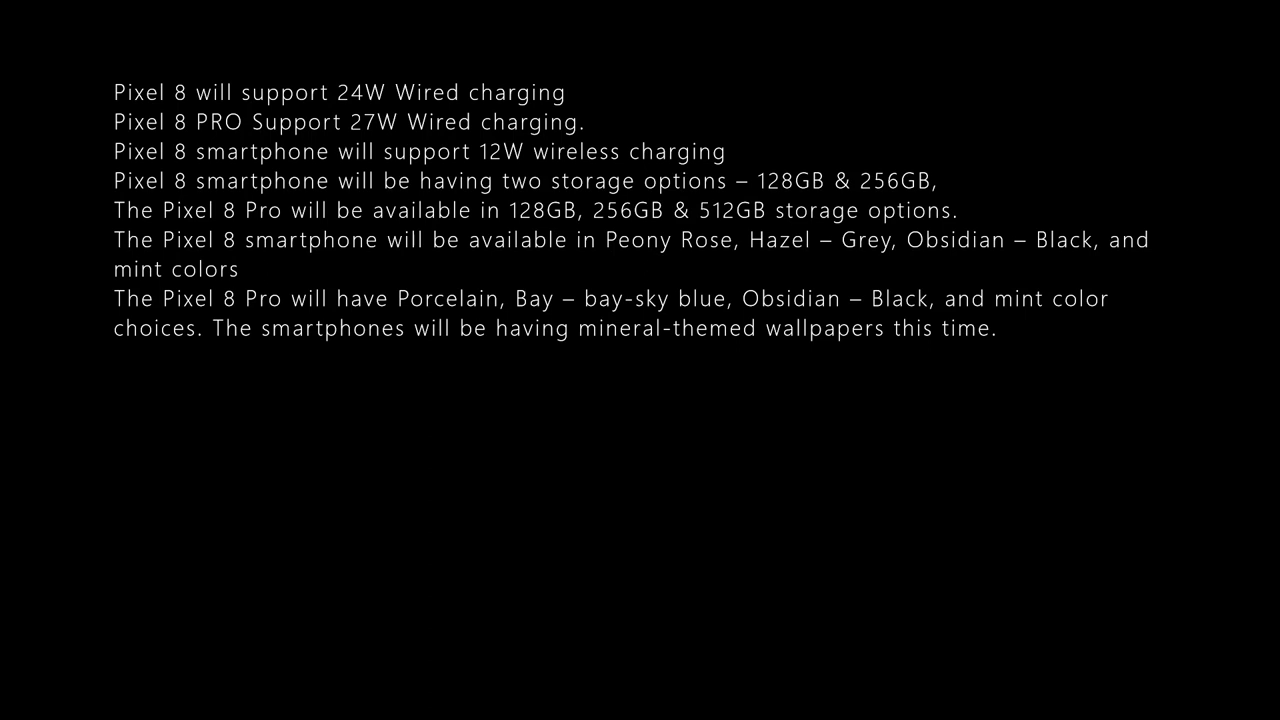 Pixel 8 will support 24W Wired charging
Pixel 8 PRO Support 27W Wired charging.
Pixel 8 smartphone will support 12W wireless charging
Pixel 8 smartphone will be having two storage options – 128GB & 256GB,
The Pixel 8 Pro will be available in 128GB, 256GB & 512GB storage options.
The Pixel 8 smartphone will be available in Peony Rose, Hazel – Grey, Obsidian – Black, and
mint colors
The Pixel 8 Pro will have Porcelain, Bay – bay-sky blue, Obsidian – Black, and mint color
choices. The smartphones will be having mineral-themed wallpapers this time.